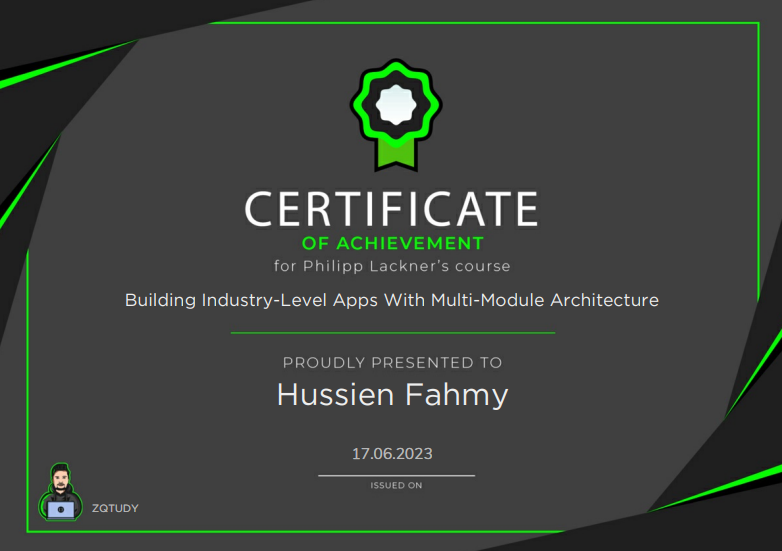 CERTIFICATE
OF ACHIEVEMENT
for Philipp Lackner's course
Building Industry-Level Apps With Multi-Module Architecture
PROUDLY PRESENTED TO
Hussien Fahmy
17.06.2023
ISSUED ON
ZQTUDY